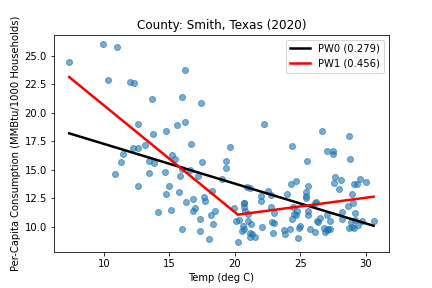 County: Smith, Texas (2020)
PW0 (0.279)
PW1 (0.456)
Per-Capita Consumption (MMBtu/1000 Households)
25.0
22.5
20.0
17.5
15.0
12.5
10.0
10 15 20 25 30
Temp (deg C)